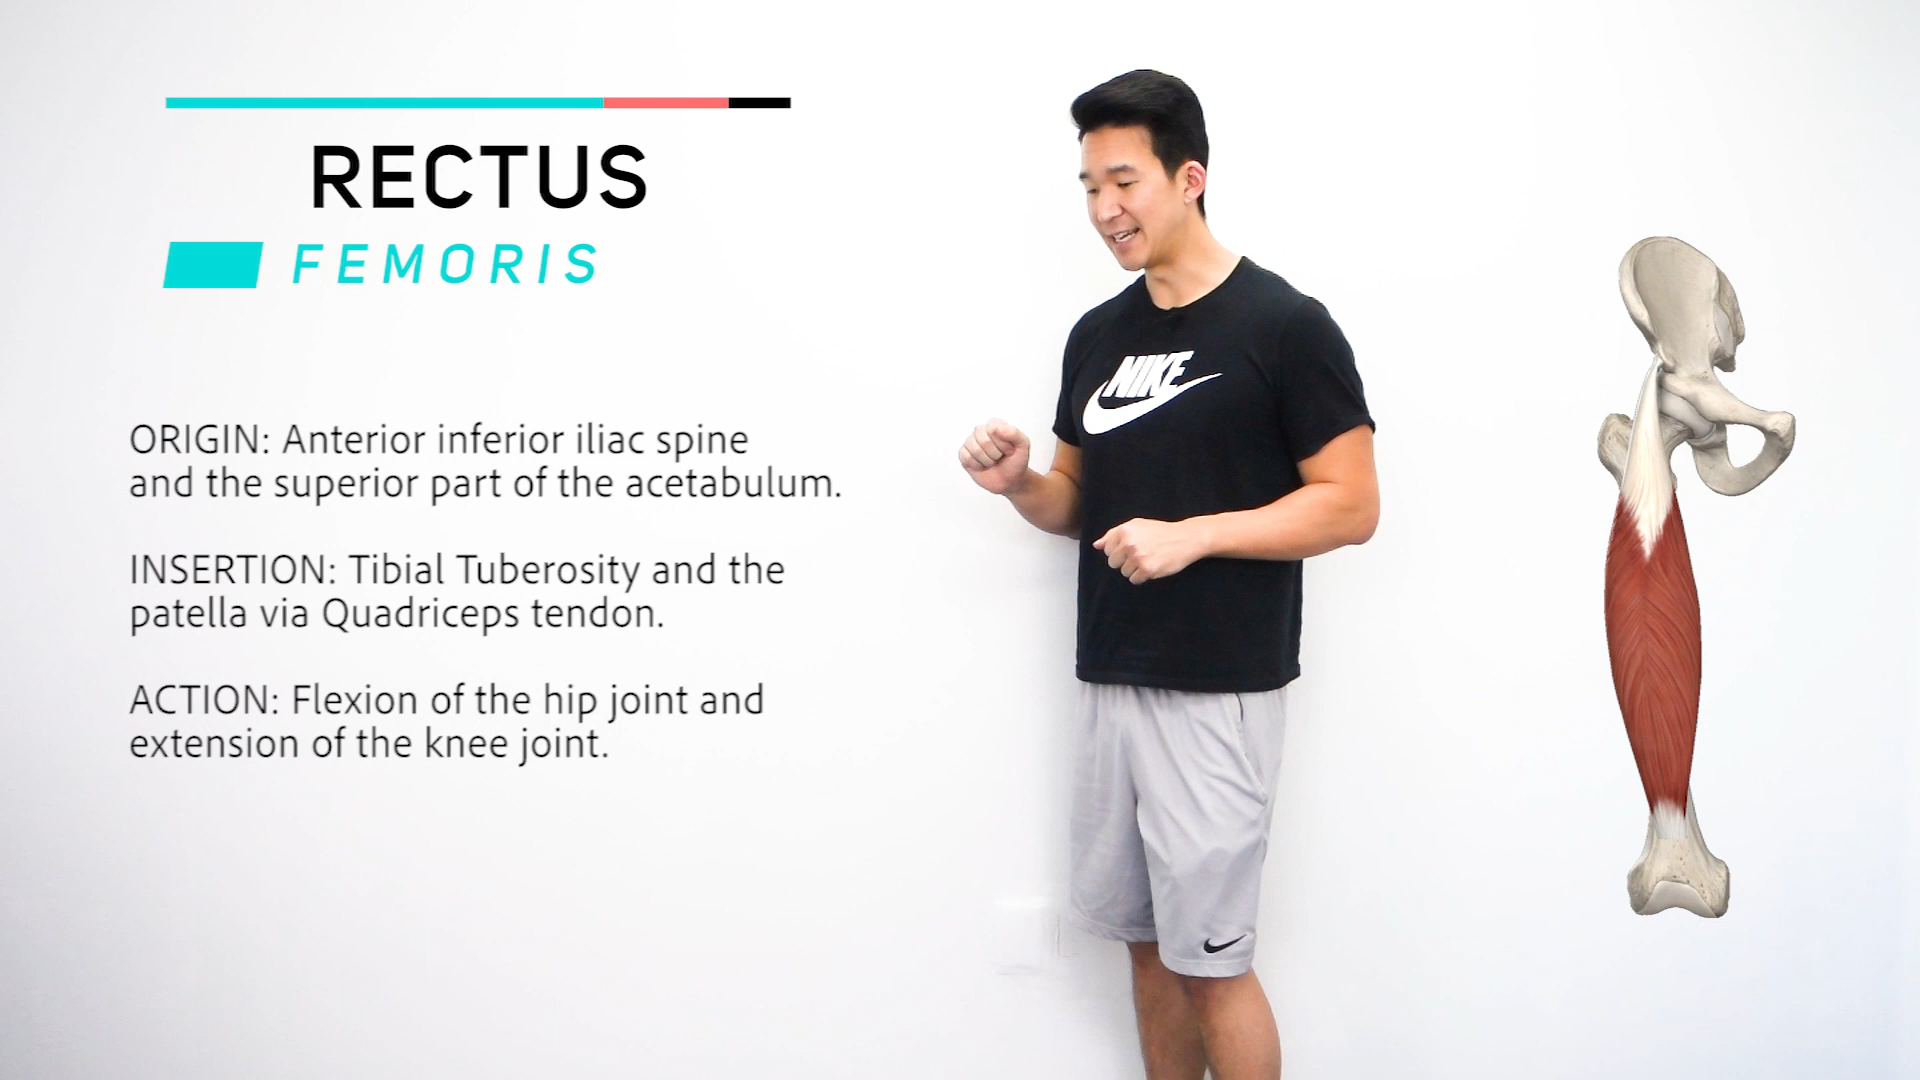 RECTUS
FEMORIS
ORIGIN: Anterior inferior iliac spine
and the superior part of the acetabulum.
INSERTION: Tibial Tuberosity and the
patella via Quadriceps tendon.
ACTION: Flexion of the hip joint and
extension of the knee joint.
NIKE